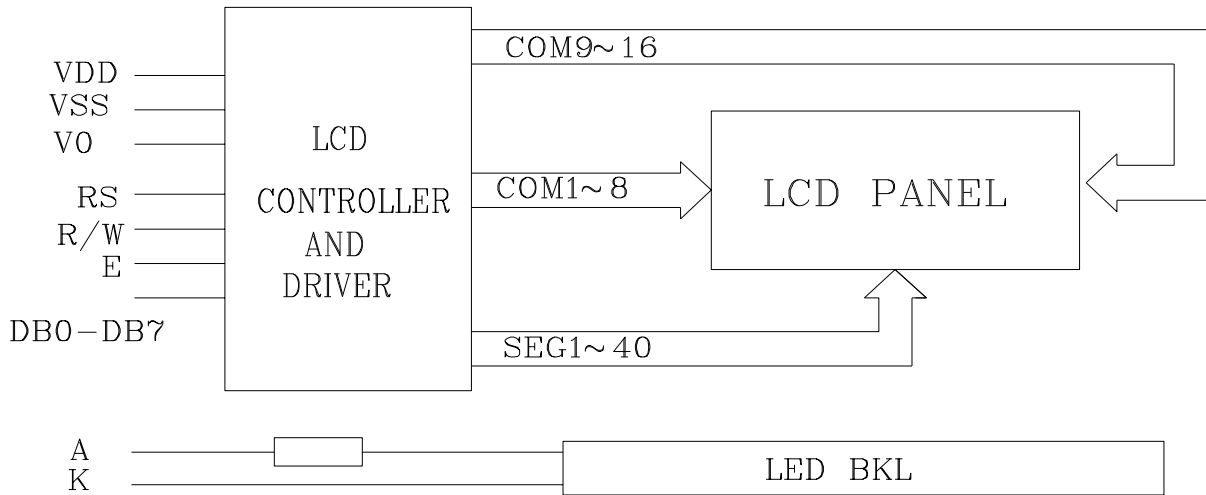 COM9~16
VDD
VSS
VO
RS
R/W
E
DB0-DB7
LCD
CONTROLLER
AND
DRIVER
COM1~8
LCD PANEL
SEG1~40
A
K
LED BKL